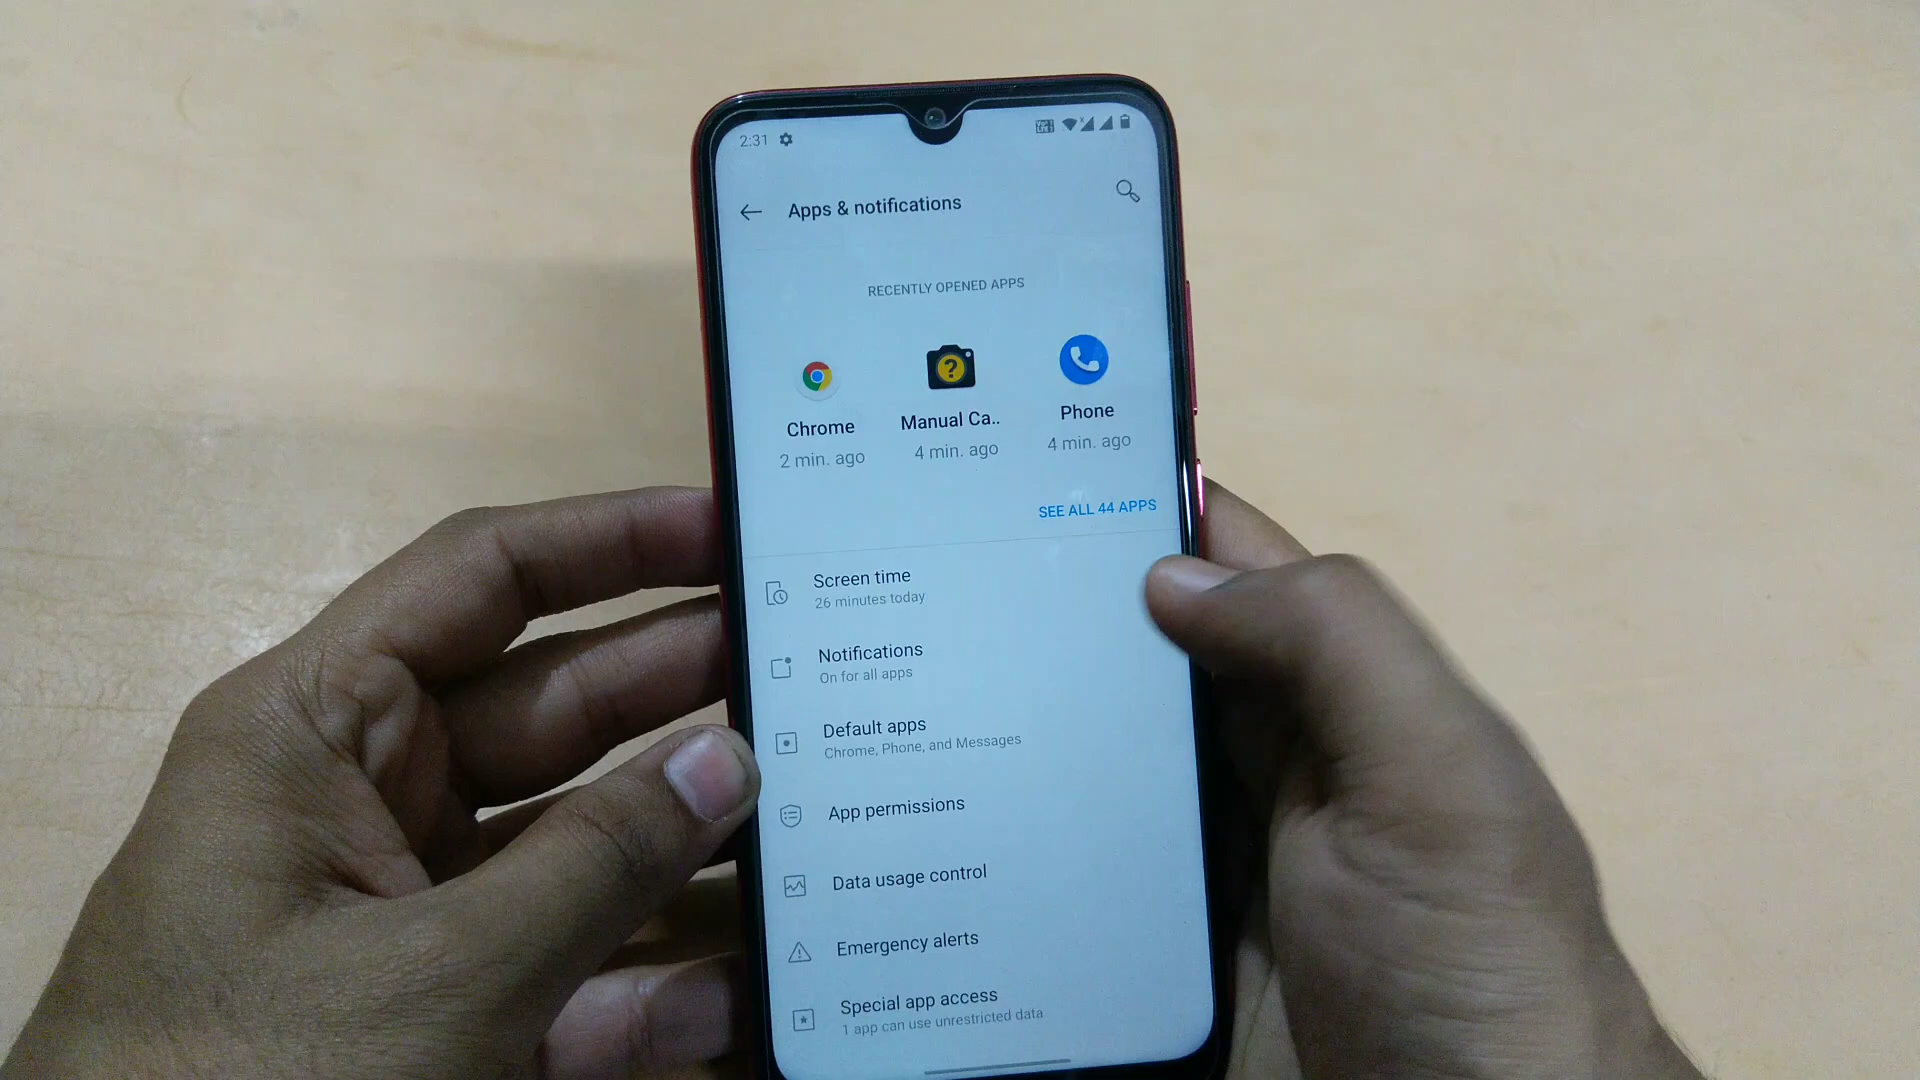 2:31
Apps & notifications
RECENTLY OPENED APPS
Chrome
2 min. ago
Manual Ca..
4 min. ago
Phone
4 min. ago
SEE ALL 44 APPS
Screen time
26 minutes today
Notifications
On for all apps
Default apps
Chrome, Phone, and Messages
App permissions
Data usage control
Emergency alerts
Special app access
1 app can use unrestricted data